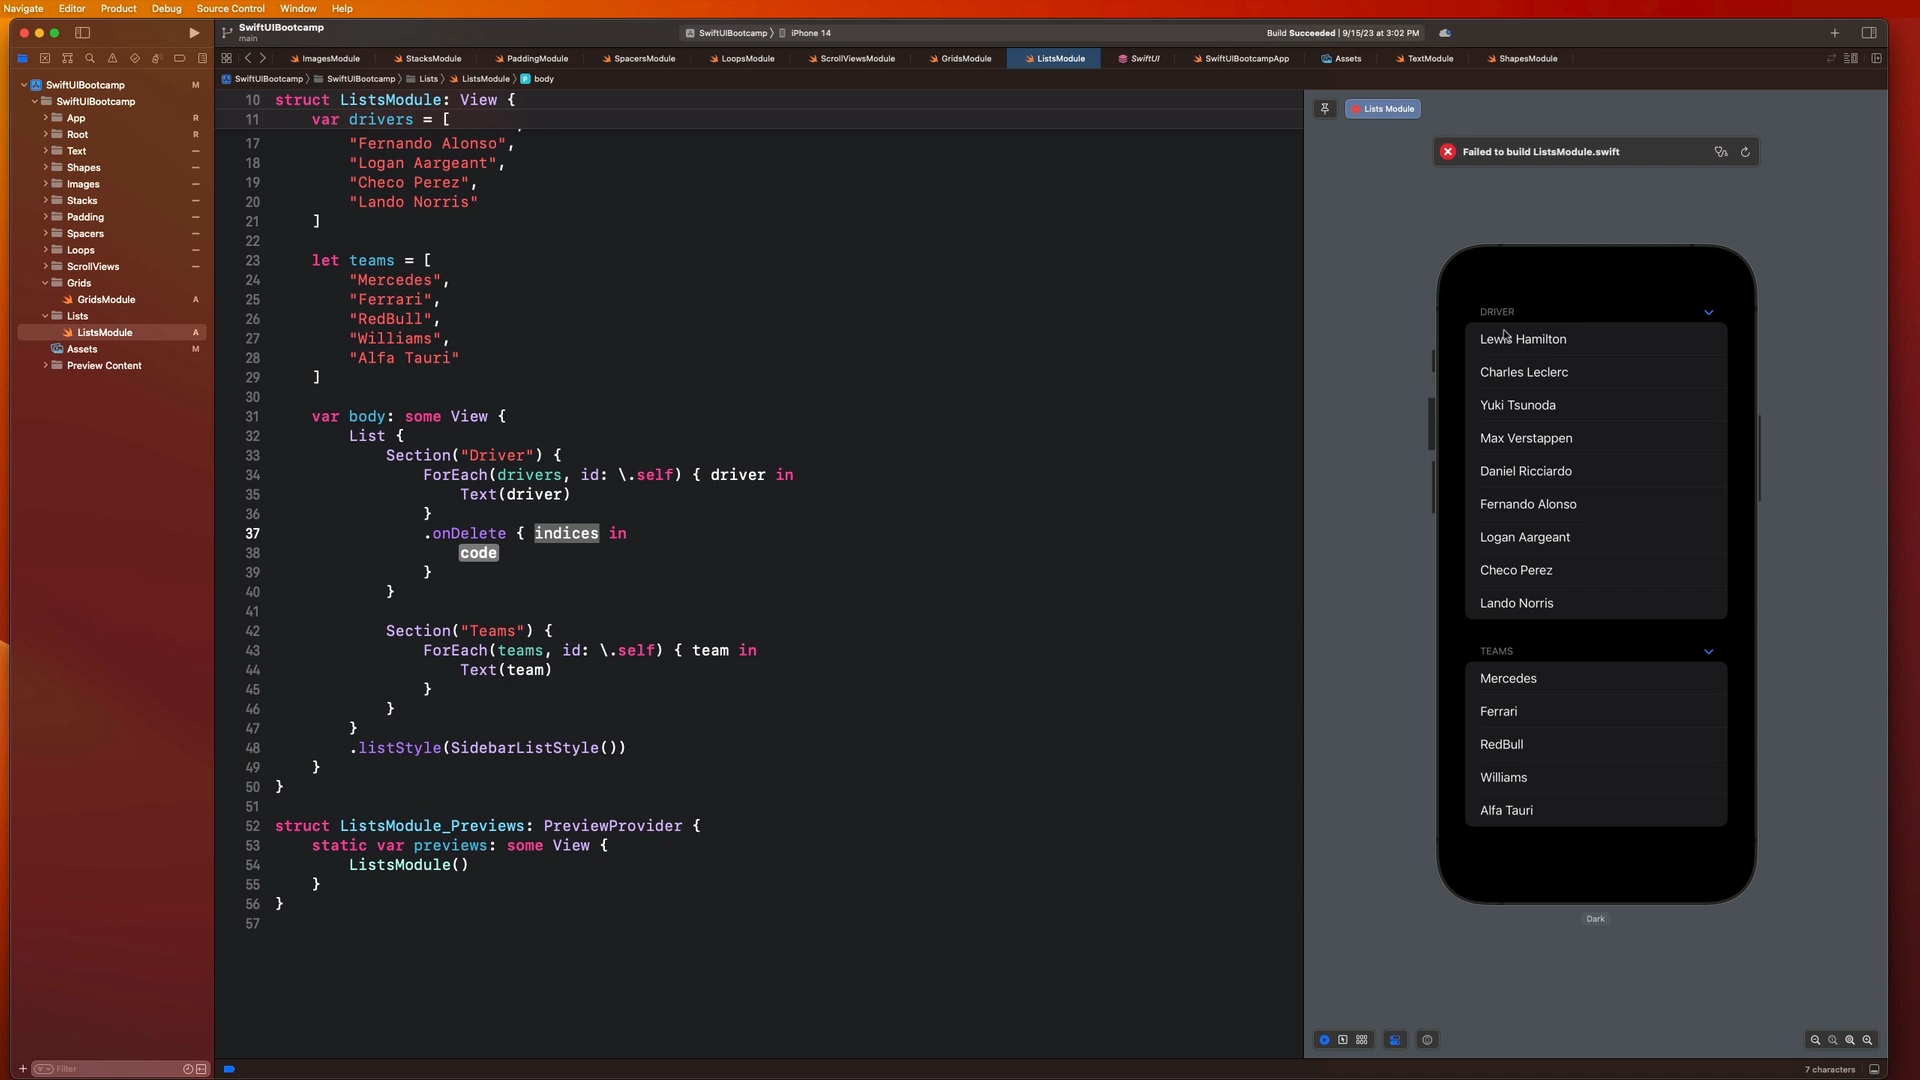 Navigate Editor Product Debug Source Control Window Help
SwiftUIBootcamp
main
SwiftUIBootcamp 〉 iPhone 14
Build Succeeded | 9/15/23 at 3:02 PM
ImagesModule StacksModule PaddingModule SpacersModule LoopsModule ScrollViewsModule GridsModule ListsModule SwiftUI SwiftUIBootcampApp Assets TextModule ShapesModule
SwiftUIBootcamp 〉 SwiftUIBootcamp 〉 Lists 〉 ListsModule 〉 body
SwiftUIBootcamp M
SwiftUIBootcamp
App R
Root R
Text
Shapes
Images
Stacks
Padding
Spacers
Loops
ScrollViews
Grids
GridsModule A
Lists
ListsModule A
Assets M
Preview Content
Filter
10 struct ListsModule: View {
11 var drivers = [
17 "Fernando Alonso",
18 "Logan Aargeant",
19 "Checo Perez",
20 "Lando Norris"
21 ]
22
23 let teams = [
24 "Mercedes",
25 "Ferrari",
26 "RedBull",
27 "Williams",
28 "Alfa Tauri"
29 ]
30
31 var body: some View {
32 List {
33 Section("Driver") {
34 ForEach(drivers, id: \.self) { driver in
35 Text(driver)
36 }
37 .onDelete { indices in
38 code
39 }
40 }
41
42 Section("Teams") {
43 ForEach(teams, id: \.self) { team in
44 Text(team)
45 }
46 }
47 }
48 .listStyle(SidebarListStyle())
49 }
50 }
51
52 struct ListsModule_Previews: PreviewProvider {
53 static var previews: some View {
54 ListsModule()
55 }
56 }
57
Lists Module
Failed to build ListsModule.swift
DRIVER
Lewis Hamilton
Charles Leclerc
Yuki Tsunoda
Max Verstappen
Daniel Ricciardo
Fernando Alonso
Logan Aargeant
Checo Perez
Lando Norris
TEAMS
Mercedes
Ferrari
RedBull
Williams
Alfa Tauri
Dark
7 characters